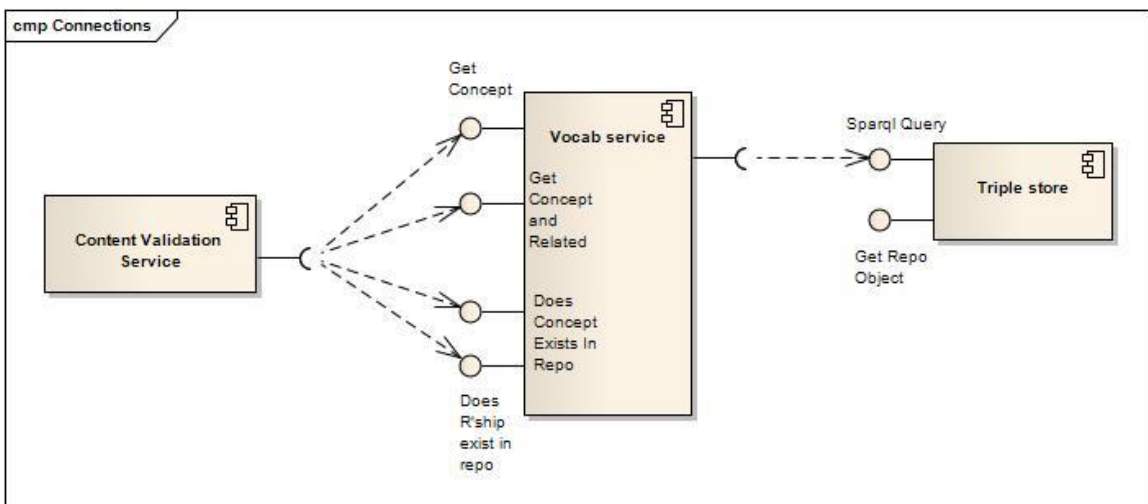 cmp Connections
Get
Concept
Vocab service
Get
Concept
and
Related
Does
Concept
Exists In
Repo
Does
R'ship
exist in
repo
Content Validation
Service
Sparql Query
Triple store
Get Repo
Object